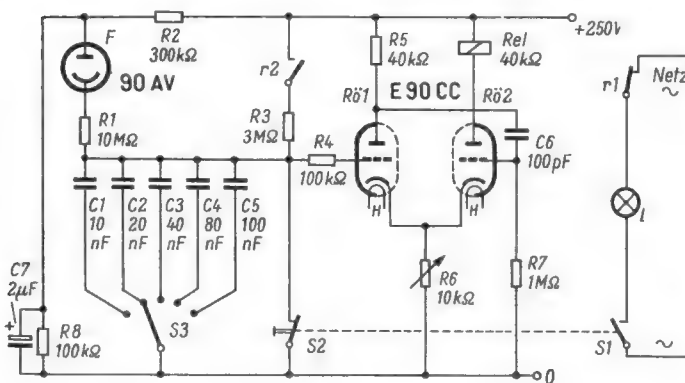 F
R2
300kΩ
r2
R5
40kΩ
Rel
40kΩ
+250V
90 AV
R1
10MΩ
R3
3MΩ
R4
100kΩ
Rö1
E 90 CC
Rö2
C6
100pF
r1
Netz
~
C1
10
nF
C2
20
nF
C3
40
nF
C4
80
nF
C5
100
nF
H
H
L
C7
2µF
+
R8
100kΩ
S3
S2
R6
10kΩ
R7
1MΩ
S1
~
0